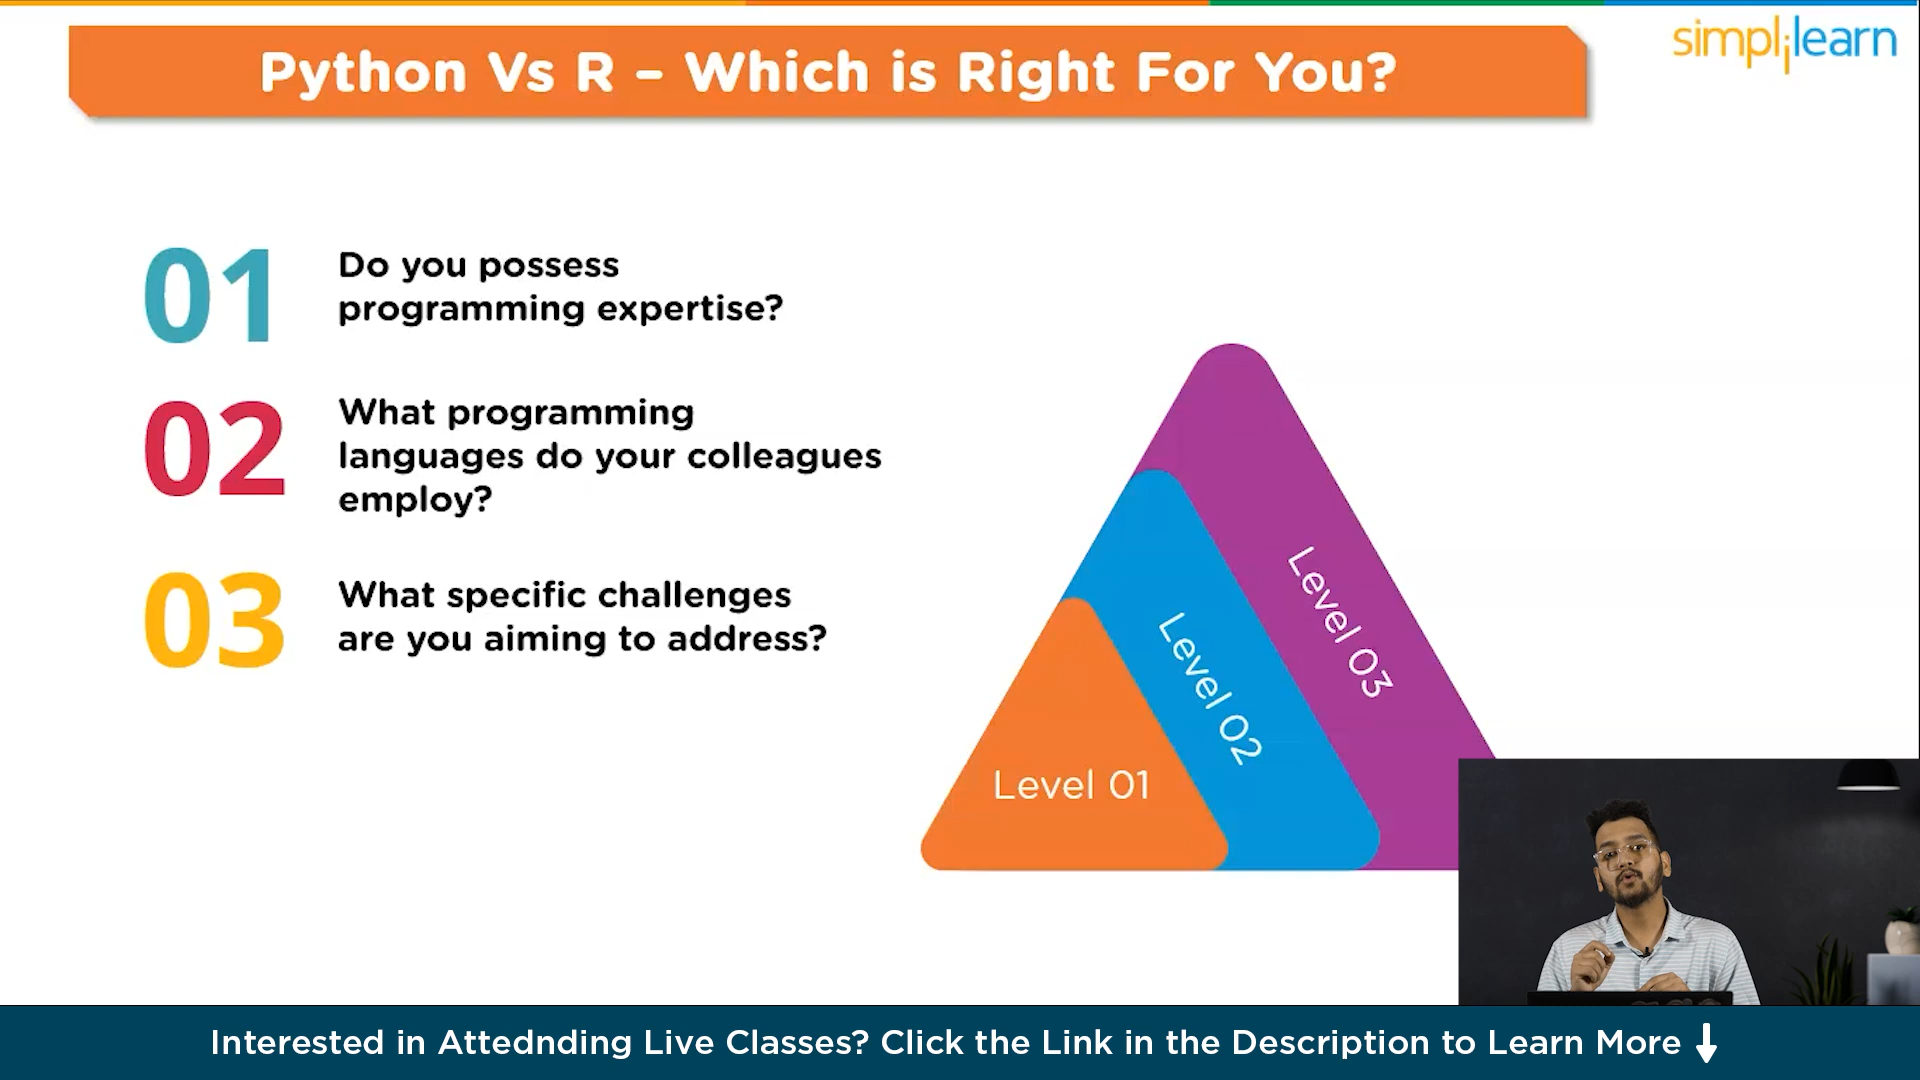 Python Vs R – Which is Right For You?
simplilearn
01
Do you possess
programming expertise?
02
What programming
languages do your colleagues
employ?
03
What specific challenges
are you aiming to address?
Level 01
Level 02
Level 03
Interested in Attednding Live Classes? Click the Link in the Description to Learn More